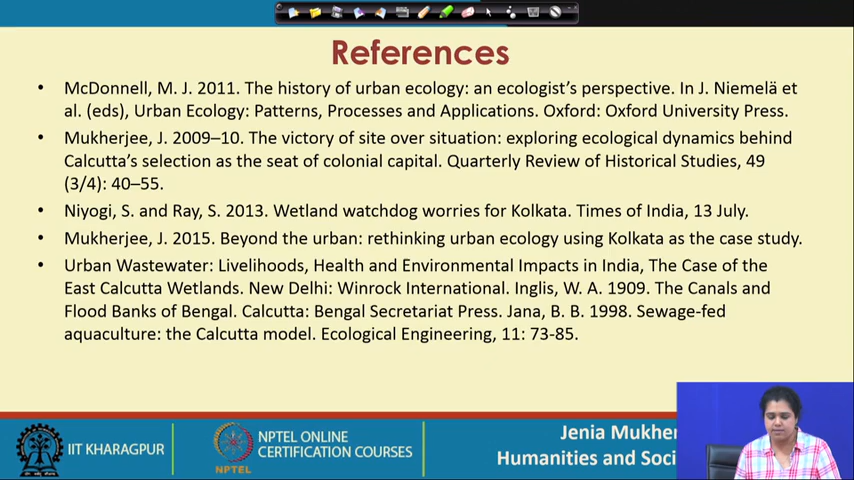 References
• McDonnell, M. J. 2011. The history of urban ecology: an ecologist's perspective. In J. Niemelä et
al. (eds), Urban Ecology: Patterns, Processes and Applications. Oxford: Oxford University Press.
• Mukherjee, J. 2009–10. The victory of site over situation: exploring ecological dynamics behind
Calcutta's selection as the seat of colonial capital. Quarterly Review of Historical Studies, 49
(3/4): 40–55.
• Niyogi, S. and Ray, S. 2013. Wetland watchdog worries for Kolkata. Times of India, 13 July.
• Mukherjee, J. 2015. Beyond the urban: rethinking urban ecology using Kolkata as the case study.
• Urban Wastewater: Livelihoods, Health and Environmental Impacts in India, The Case of the
East Calcutta Wetlands. New Delhi: Winrock International. Inglis, W. A. 1909. The Canals and
Flood Banks of Bengal. Calcutta: Bengal Secretariat Press. Jana, B. B. 1998. Sewage-fed
aquaculture: the Calcutta model. Ecological Engineering, 11: 73-85.
IIT KHARAGPUR
NPTEL
NPTEL ONLINE
CERTIFICATION COURSES
Jenia Mukher
Humanities and Soci